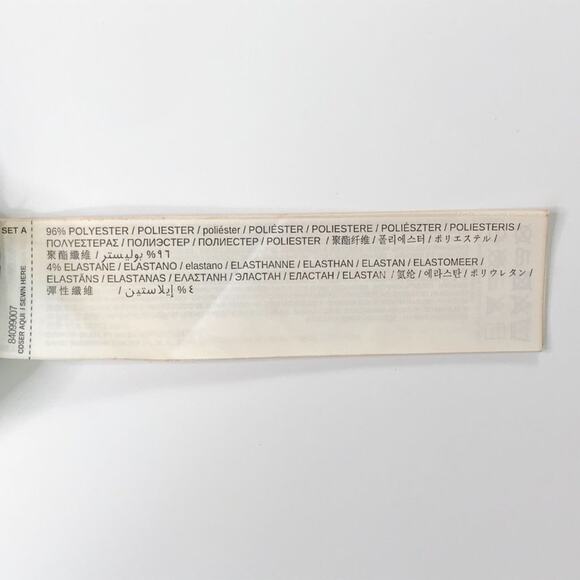 SET A
84099007
COSER AQUI / SEWN HERE
96% POLYESTER / POLIESTER / poliéster / POLIÉSTER / POLIESTERE / POLIÉSZTER / POLIESTERIS /
ΠΟΛΥΕΣΤΕΡΑΣ / ПОЛИЭСТЕР / ПОЛИЕСТЕР / POLIESTER / 聚酯纤维 / 폴리에스터 / ポリエステル /
聚酯纖維 / بوليستر %٩٦
4% ELASTANE / ELASTANO / elastano / ELASTHANNE / ELASTHAN / ELASTAN / ELASTOMEER /
ELASTĀNS / ELASTANAS / ΕΛΑΣΤΑΝΗ / ЭЛАСТАН / ЕЛАСТАН / ELASTAN / 氨纶 / 에라스탄 / ポリウレタン /
彈性纖維 / إيلاستين %٤